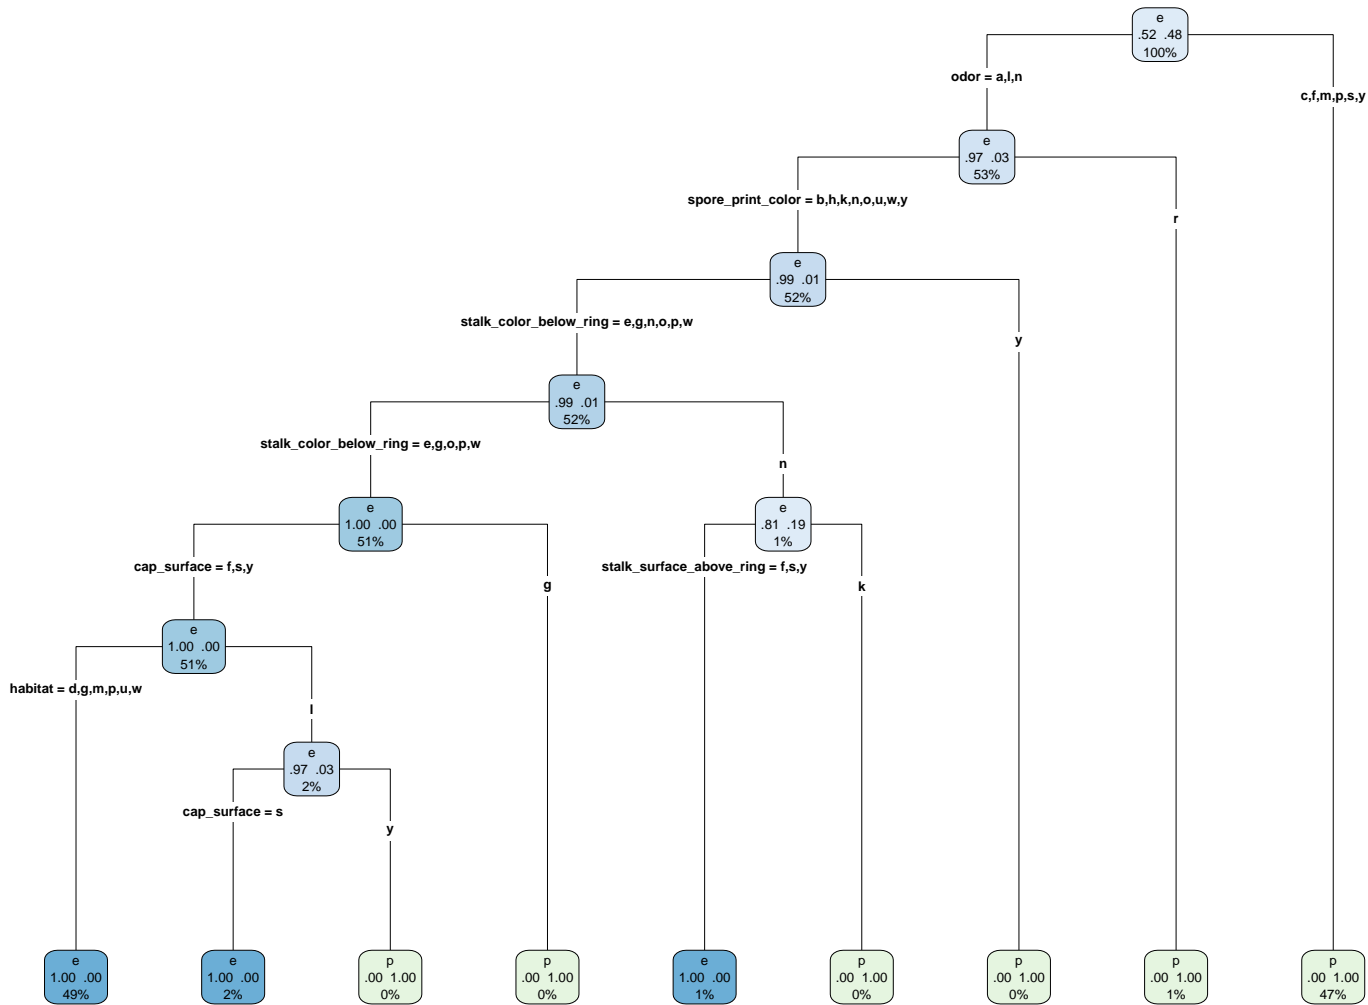 e
.52 .48
100%
odor = a,l,n
c,f,m,p,s,y
e
.97 .03
53%
spore_print_color = b,h,k,n,o,u,w,y
r
e
.99 .01
52%
stalk_color_below_ring = e,g,n,o,p,w
y
e
.99 .01
52%
stalk_color_below_ring = e,g,o,p,w
n
e
1.00 .00
51%
e
.81 .19
1%
cap_surface = f,s,y
g
stalk_surface_above_ring = f,s,y
k
e
1.00 .00
51%
habitat = d,g,m,p,u,w
l
e
.97 .03
2%
cap_surface = s
y
e
1.00 .00
49%
e
1.00 .00
2%
p
.00 1.00
0%
p
.00 1.00
0%
e
1.00 .00
1%
p
.00 1.00
0%
p
.00 1.00
0%
p
.00 1.00
1%
p
.00 1.00
47%